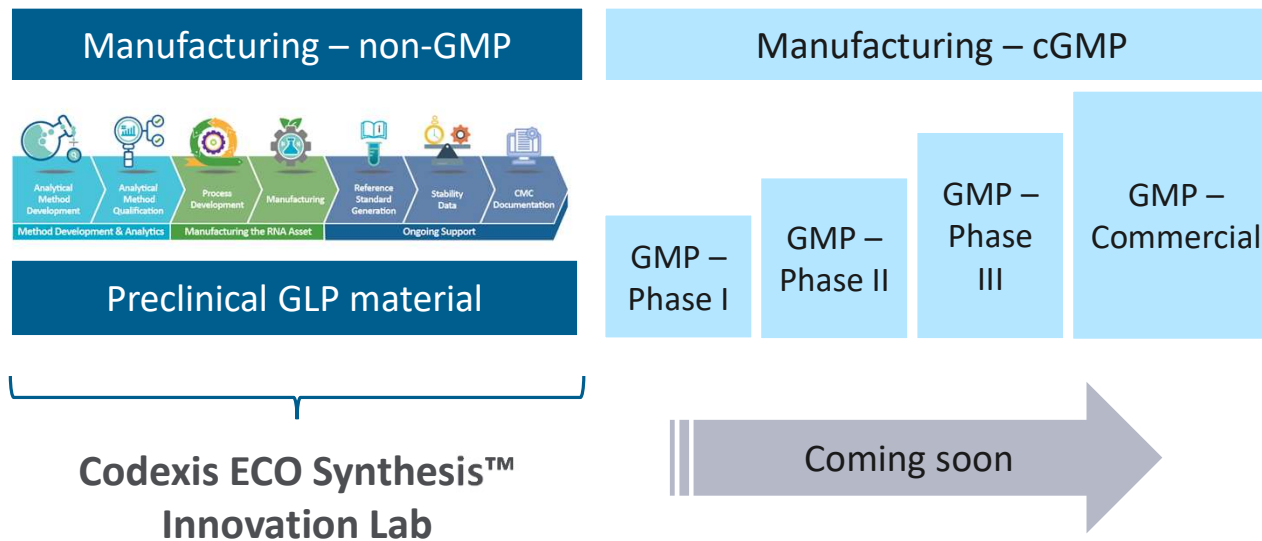 Manufacturing – non-GMP
Manufacturing – cGMP
Analytical
Method
Development
Analytical
Method
Qualification
Process
Development
Manufacturing
Reference
Standard
Generation
Stability
Data
CMC
Documentation
Method Development & Analytics
Manufacturing the RNA Asset
Ongoing Support
Preclinical GLP material
GMP –
Phase I
GMP –
Phase II
GMP –
Phase
III
GMP –
Commercial
Codexis ECO Synthesis™
Innovation Lab
Coming soon